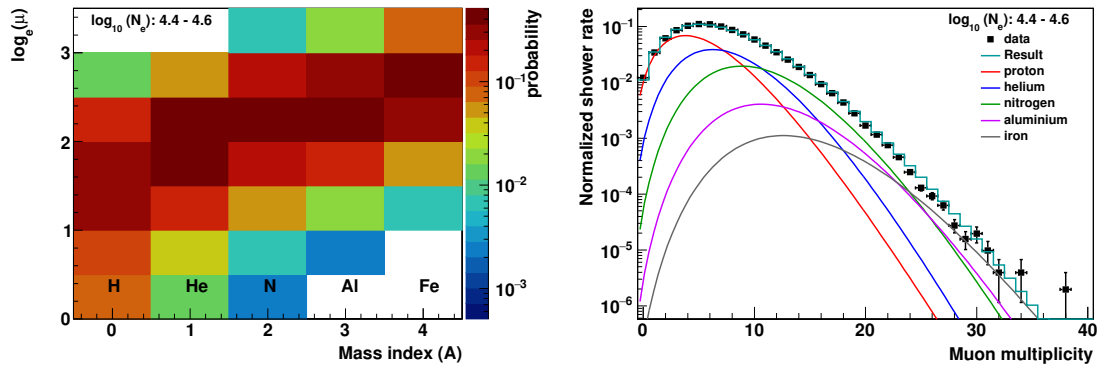 log₁₀ (Nₑ): 4.4 - 4.6
logₑ(μ)
3
2
1
0
H He N Al Fe
0 1 2 3 4
Mass index (A)
10⁻¹
10⁻²
10⁻³
probability
log₁₀ (Nₑ): 4.4 - 4.6
data
Result
proton
helium
nitrogen
aluminium
iron
Normalized shower rate
10⁻¹
10⁻²
10⁻³
10⁻⁴
10⁻⁵
10⁻⁶
0 10 20 30 40
Muon multiplicity